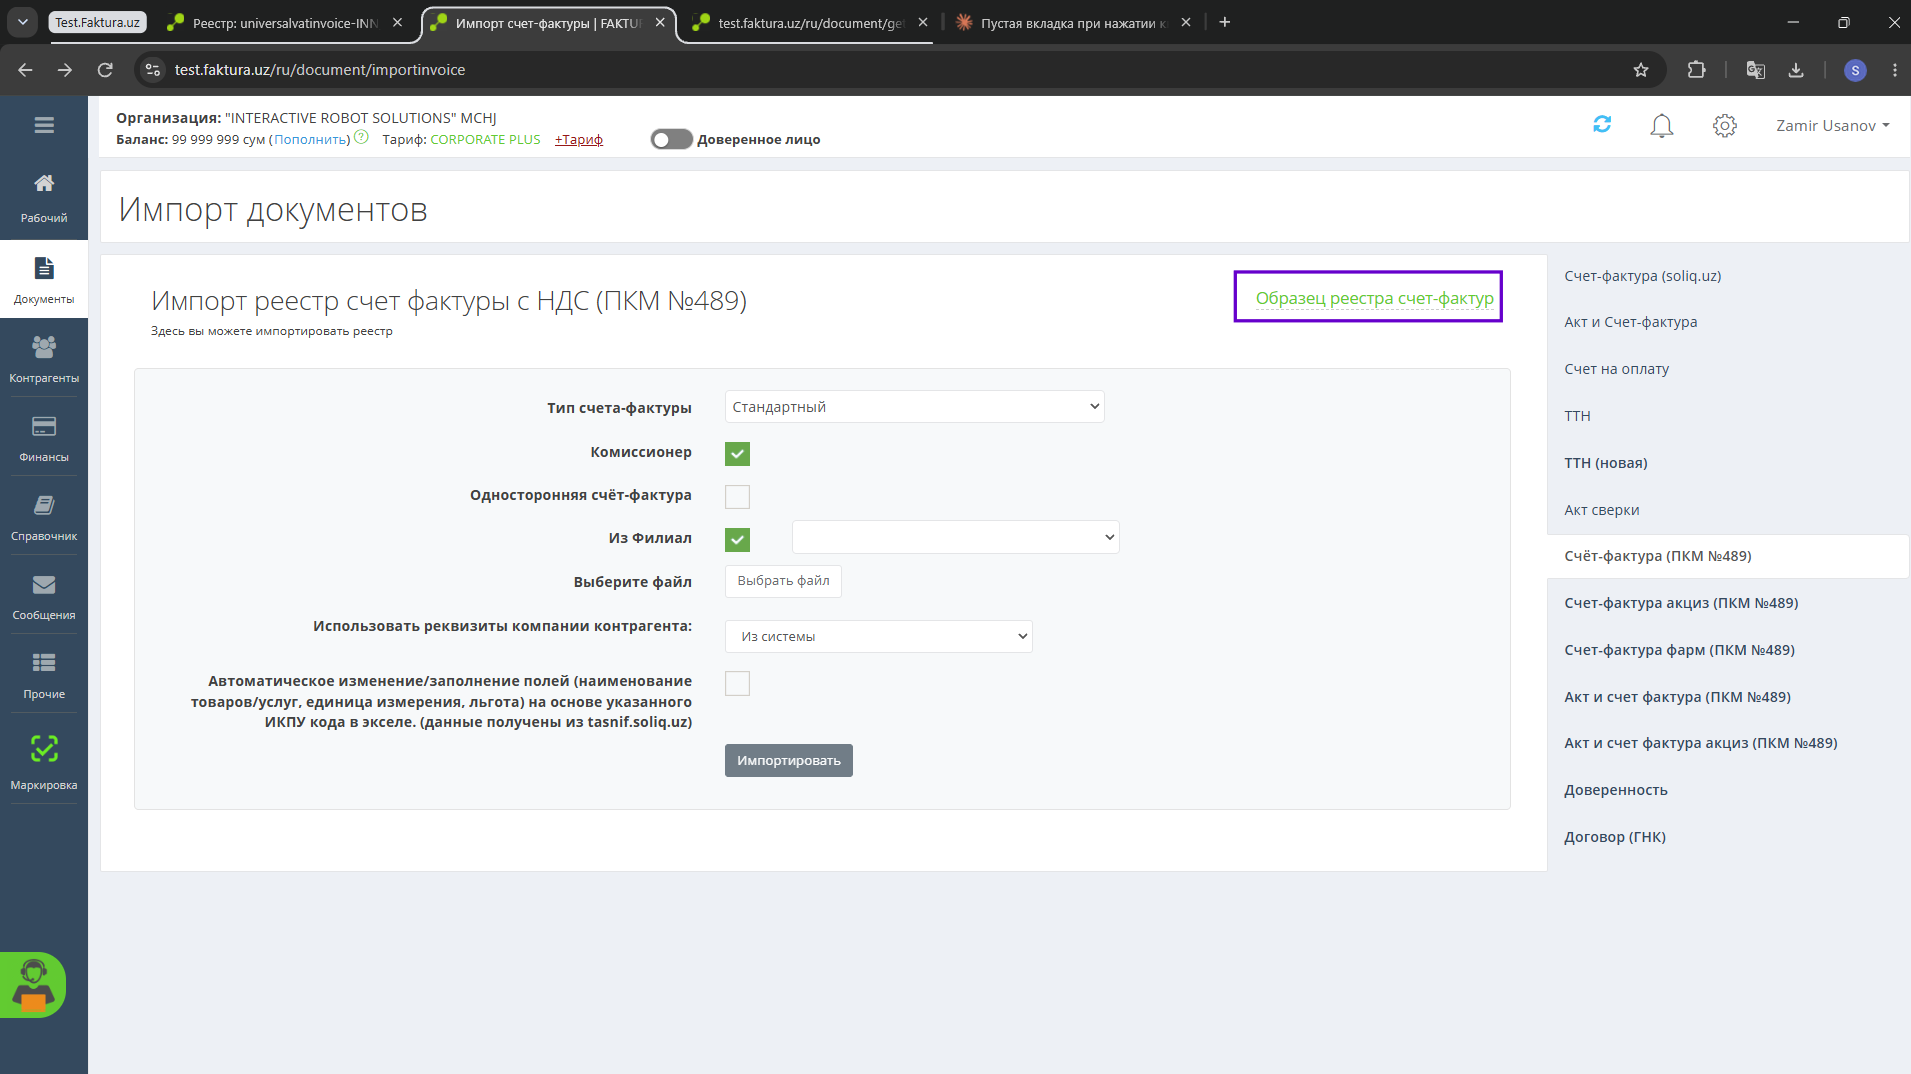 Test.Faktura.uz
Реестр: universalvatinvoice-INN
Импорт счет-фактуры | FAKTUR
test.faktura.uz/ru/document/get
Пустая вкладка при нажатии к
test.faktura.uz/ru/document/importinvoice
S
Организация: "INTERACTIVE ROBOT SOLUTIONS" MCHJ
Баланс: 99 999 999 сум (Пополнить) ? Тариф: CORPORATE PLUS +Тариф
Доверенное лицо
Zamir Usanov
Рабочий
Документы
Контрагенты
Финансы
Справочник
Сообщения
Прочие
Маркировка
Импорт документов
Импорт реестр счет фактуры с НДС (ПКМ №489)
Здесь вы можете импортировать реестр
Образец реестра счет-фактур
Тип счета-фактуры
Стандартный
Комиссионер
Односторонняя счёт-фактура
Из Филиал
Выберите файл
Выбрать файл
Использовать реквизиты компании контрагента:
Из системы
Автоматическое изменение/заполнение полей (наименование
товаров/услуг, единица измерения, льгота) на основе указанного
ИКПУ кода в экселе. (данные получены из tasnif.soliq.uz)
Импортировать
Счет-фактура (soliq.uz)
Акт и Счет-фактура
Счет на оплату
ТТН
ТТН (новая)
Акт сверки
Счёт-фактура (ПКМ №489)
Счет-фактура акциз (ПКМ №489)
Счет-фактура фарм (ПКМ №489)
Акт и счет фактура (ПКМ №489)
Акт и счет фактура акциз (ПКМ №489)
Доверенность
Договор (ГНК)